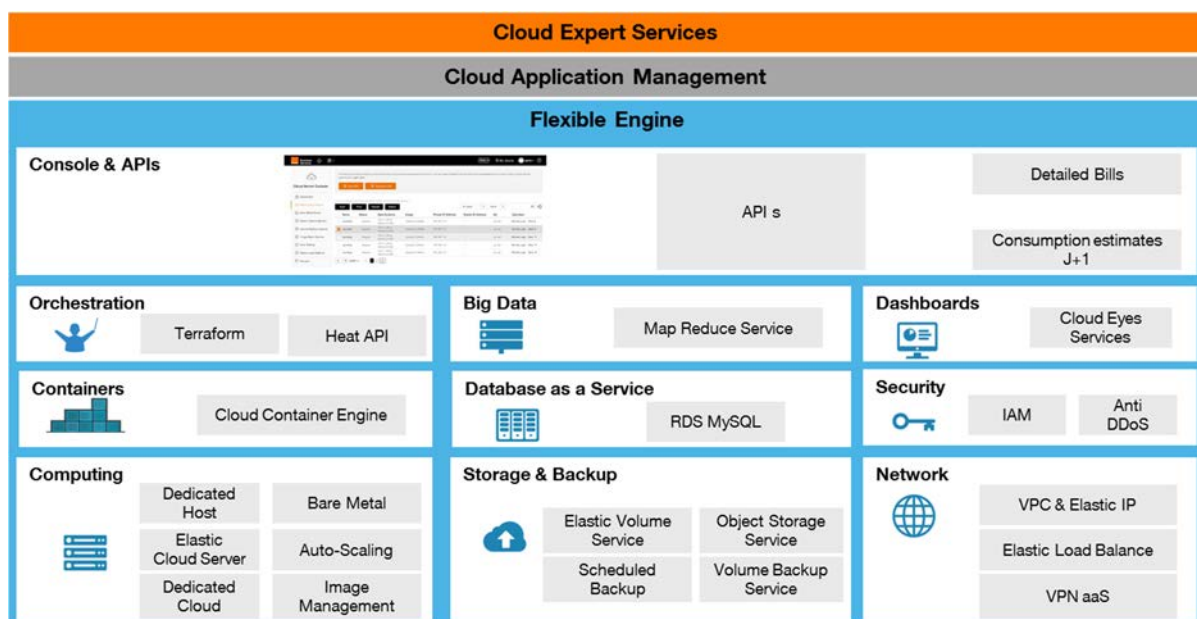 Cloud Expert Services
Cloud Application Management
Flexible Engine
Console & APIs
API s
Detailed Bills
Consumption estimates
J+1
Orchestration
Terraform
Heat API
Big Data
Map Reduce Service
Dashboards
Cloud Eyes
Services
Containers
Cloud Container Engine
Database as a Service
RDS MySQL
Security
IAM
Anti
DDoS
Computing
Dedicated
Host
Bare Metal
Elastic
Cloud Server
Auto-Scaling
Dedicated
Cloud
Image
Management
Storage & Backup
Elastic Volume
Service
Object Storage
Service
Scheduled
Backup
Volume Backup
Service
Network
VPC & Elastic IP
Elastic Load Balance
VPN aaS